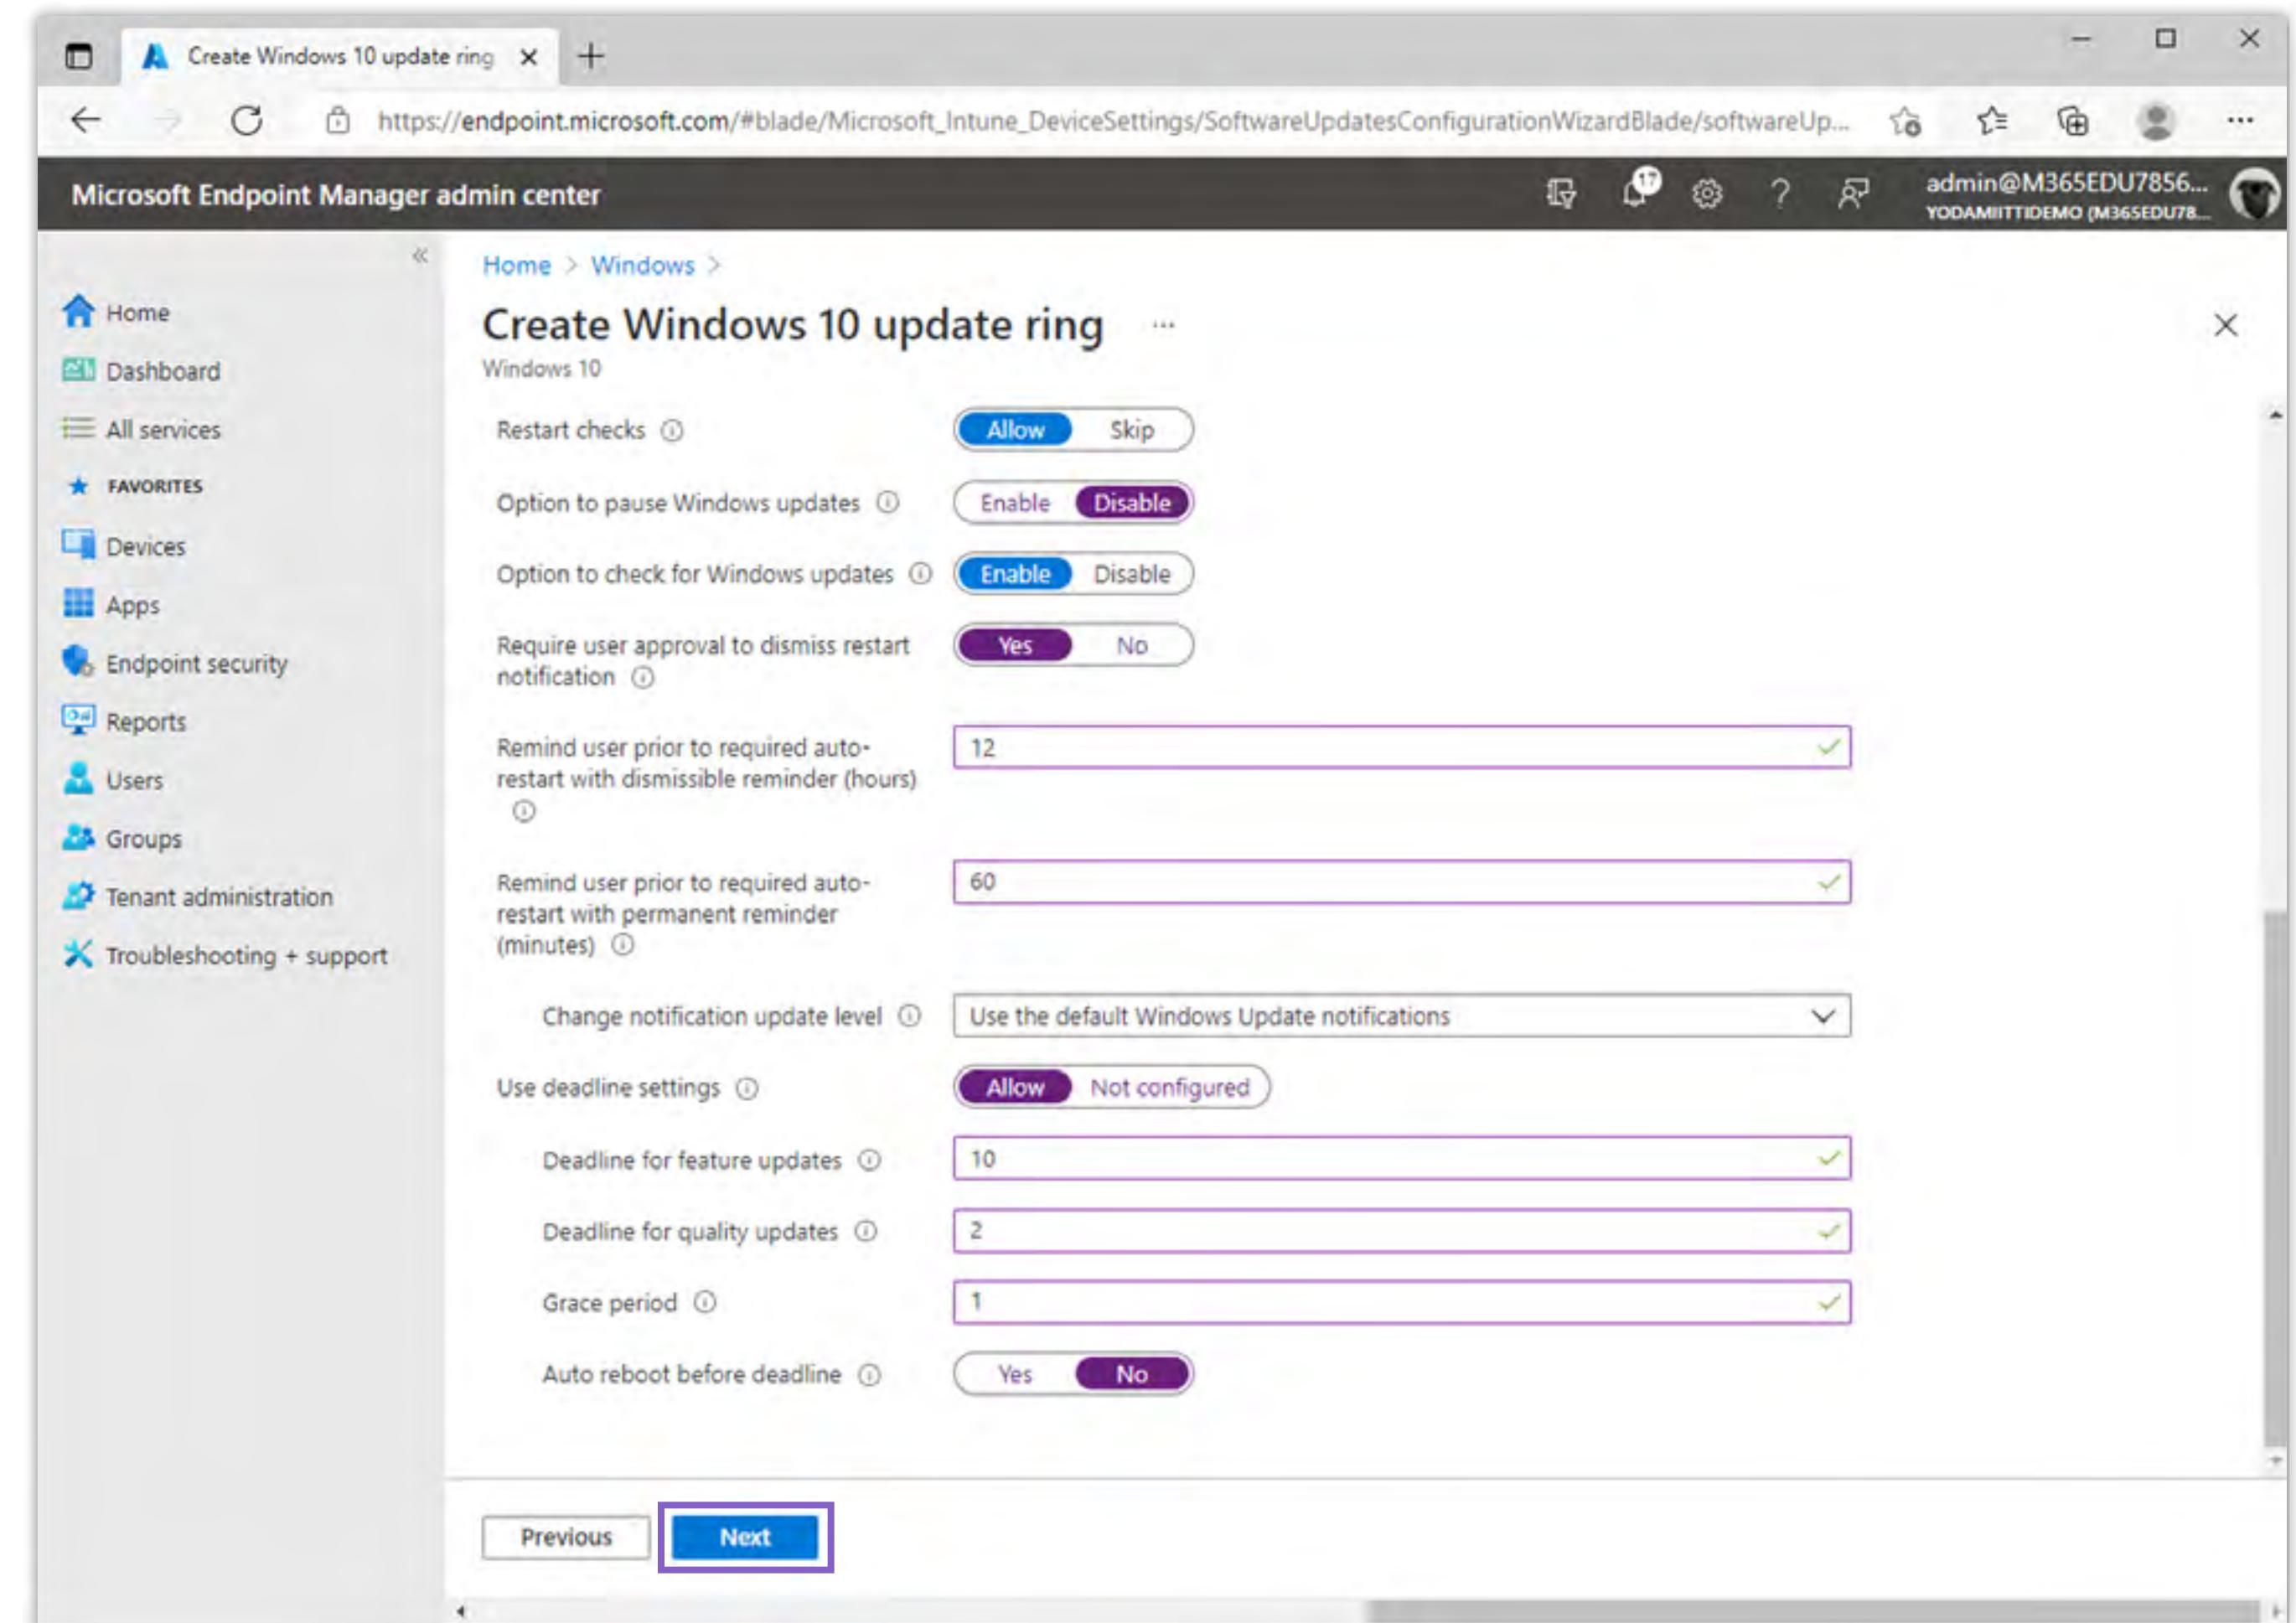 Create Windows 10 update ring
https://endpoint.microsoft.com/#blade/Microsoft_Intune_DeviceSettings/SoftwareUpdatesConfigurationWizardBlade/softwareUp...
Microsoft Endpoint Manager admin center
17
admin@M365EDU7856...
YODAMIITTIDEMO (M365EDU78...
Home
Dashboard
All services
FAVORITES
Devices
Apps
Endpoint security
Reports
Users
Groups
Tenant administration
Troubleshooting + support
Home > Windows >
Create Windows 10 update ring ...
Windows 10
Restart checks Allow Skip
Option to pause Windows updates Enable Disable
Option to check for Windows updates Enable Disable
Require user approval to dismiss restart Yes No
notification
Remind user prior to required auto- 12
restart with dismissible reminder (hours)
Remind user prior to required auto- 60
restart with permanent reminder
(minutes)
Change notification update level Use the default Windows Update notifications
Use deadline settings Allow Not configured
Deadline for feature updates 10
Deadline for quality updates 2
Grace period 1
Auto reboot before deadline Yes No
Previous Next